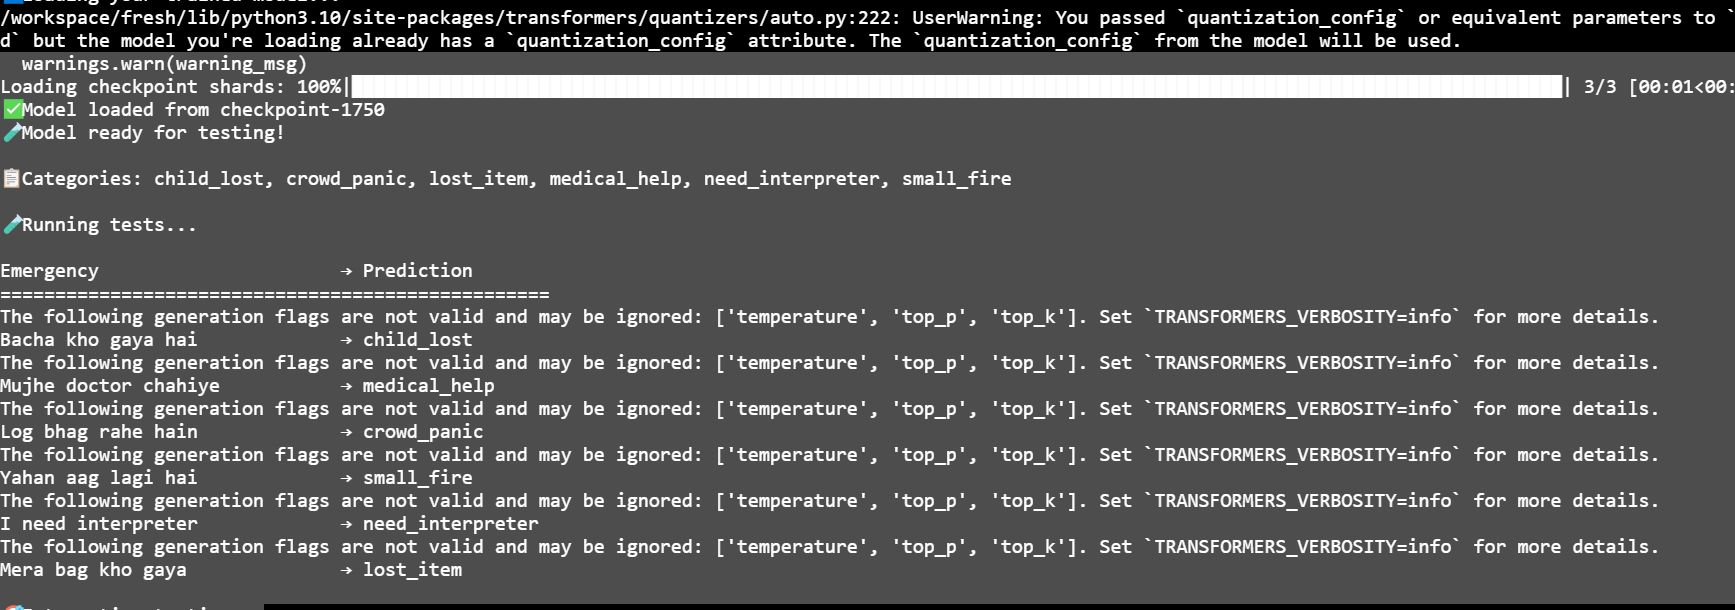 /workspace/fresh/lib/python3.10/site-packages/transformers/quantizers/auto.py:222: UserWarning: You passed `quantization_config` or equivalent parameters to `
d` but the model you're loading already has a `quantization_config` attribute. The `quantization_config` from the model will be used.
warnings.warn(warning_msg)
Loading checkpoint shards: 100%| | 3/3 [00:01<00:
✅Model loaded from checkpoint-1750
🧪Model ready for testing!
📋Categories: child_lost, crowd_panic, lost_item, medical_help, need_interpreter, small_fire
🧪Running tests...
Emergency → Prediction
==================================================
The following generation flags are not valid and may be ignored: ['temperature', 'top_p', 'top_k']. Set `TRANSFORMERS_VERBOSITY=info` for more details.
Bacha kho gaya hai → child_lost
The following generation flags are not valid and may be ignored: ['temperature', 'top_p', 'top_k']. Set `TRANSFORMERS_VERBOSITY=info` for more details.
Mujhe doctor chahiye → medical_help
The following generation flags are not valid and may be ignored: ['temperature', 'top_p', 'top_k']. Set `TRANSFORMERS_VERBOSITY=info` for more details.
Log bhag rahe hain → crowd_panic
The following generation flags are not valid and may be ignored: ['temperature', 'top_p', 'top_k']. Set `TRANSFORMERS_VERBOSITY=info` for more details.
Yahan aag lagi hai → small_fire
The following generation flags are not valid and may be ignored: ['temperature', 'top_p', 'top_k']. Set `TRANSFORMERS_VERBOSITY=info` for more details.
I need interpreter → need_interpreter
The following generation flags are not valid and may be ignored: ['temperature', 'top_p', 'top_k']. Set `TRANSFORMERS_VERBOSITY=info` for more details.
Mera bag kho gaya → lost_item